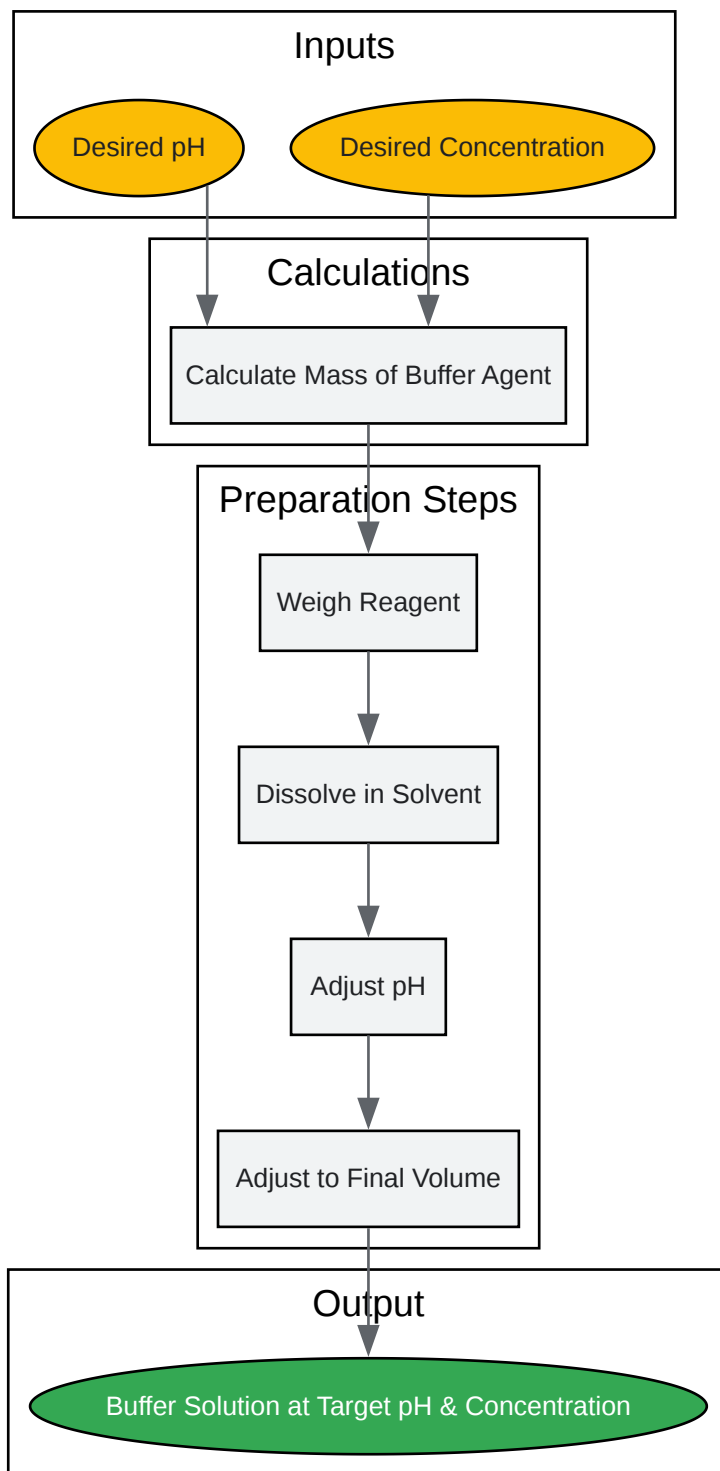 Inputs
Desired pH
Desired Concentration
Calculations
Calculate Mass of Buffer Agent
Preparation Steps
Weigh Reagent
Dissolve in Solvent
Adjust pH
Adjust to Final Volume
Output
Buffer Solution at Target pH & Concentration